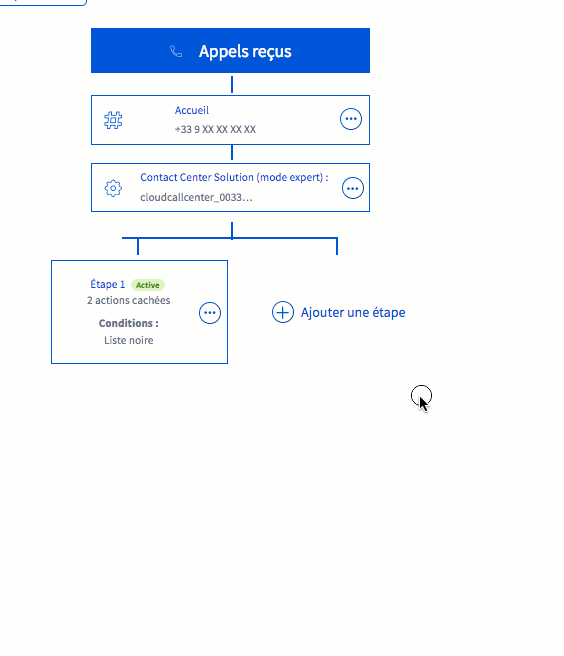 Appels reçus
Accueil
+33 9 XX XX XX XX
Contact Center Solution (mode expert) :
cloudcallcenter_0033...
Étape 1 Active
2 actions cachées
Conditions :
Liste noire
Ajouter une étape